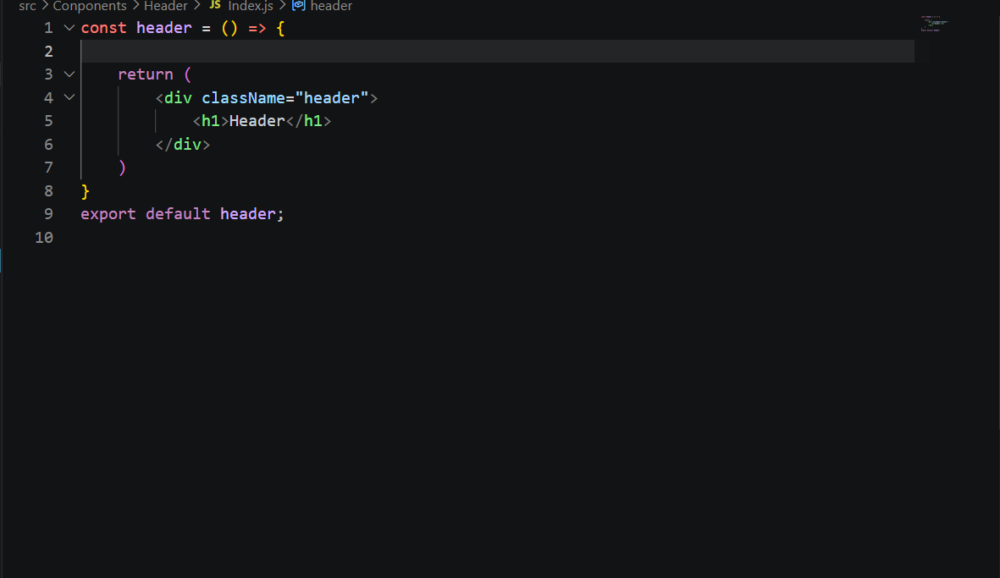 src > Conponents > Header > JS Index.js > header
1 const header = () => {
2
3 return (
4 <div className="header">
5 <h1>Header</h1>
6 </div>
7 )
8 }
9 export default header;
10